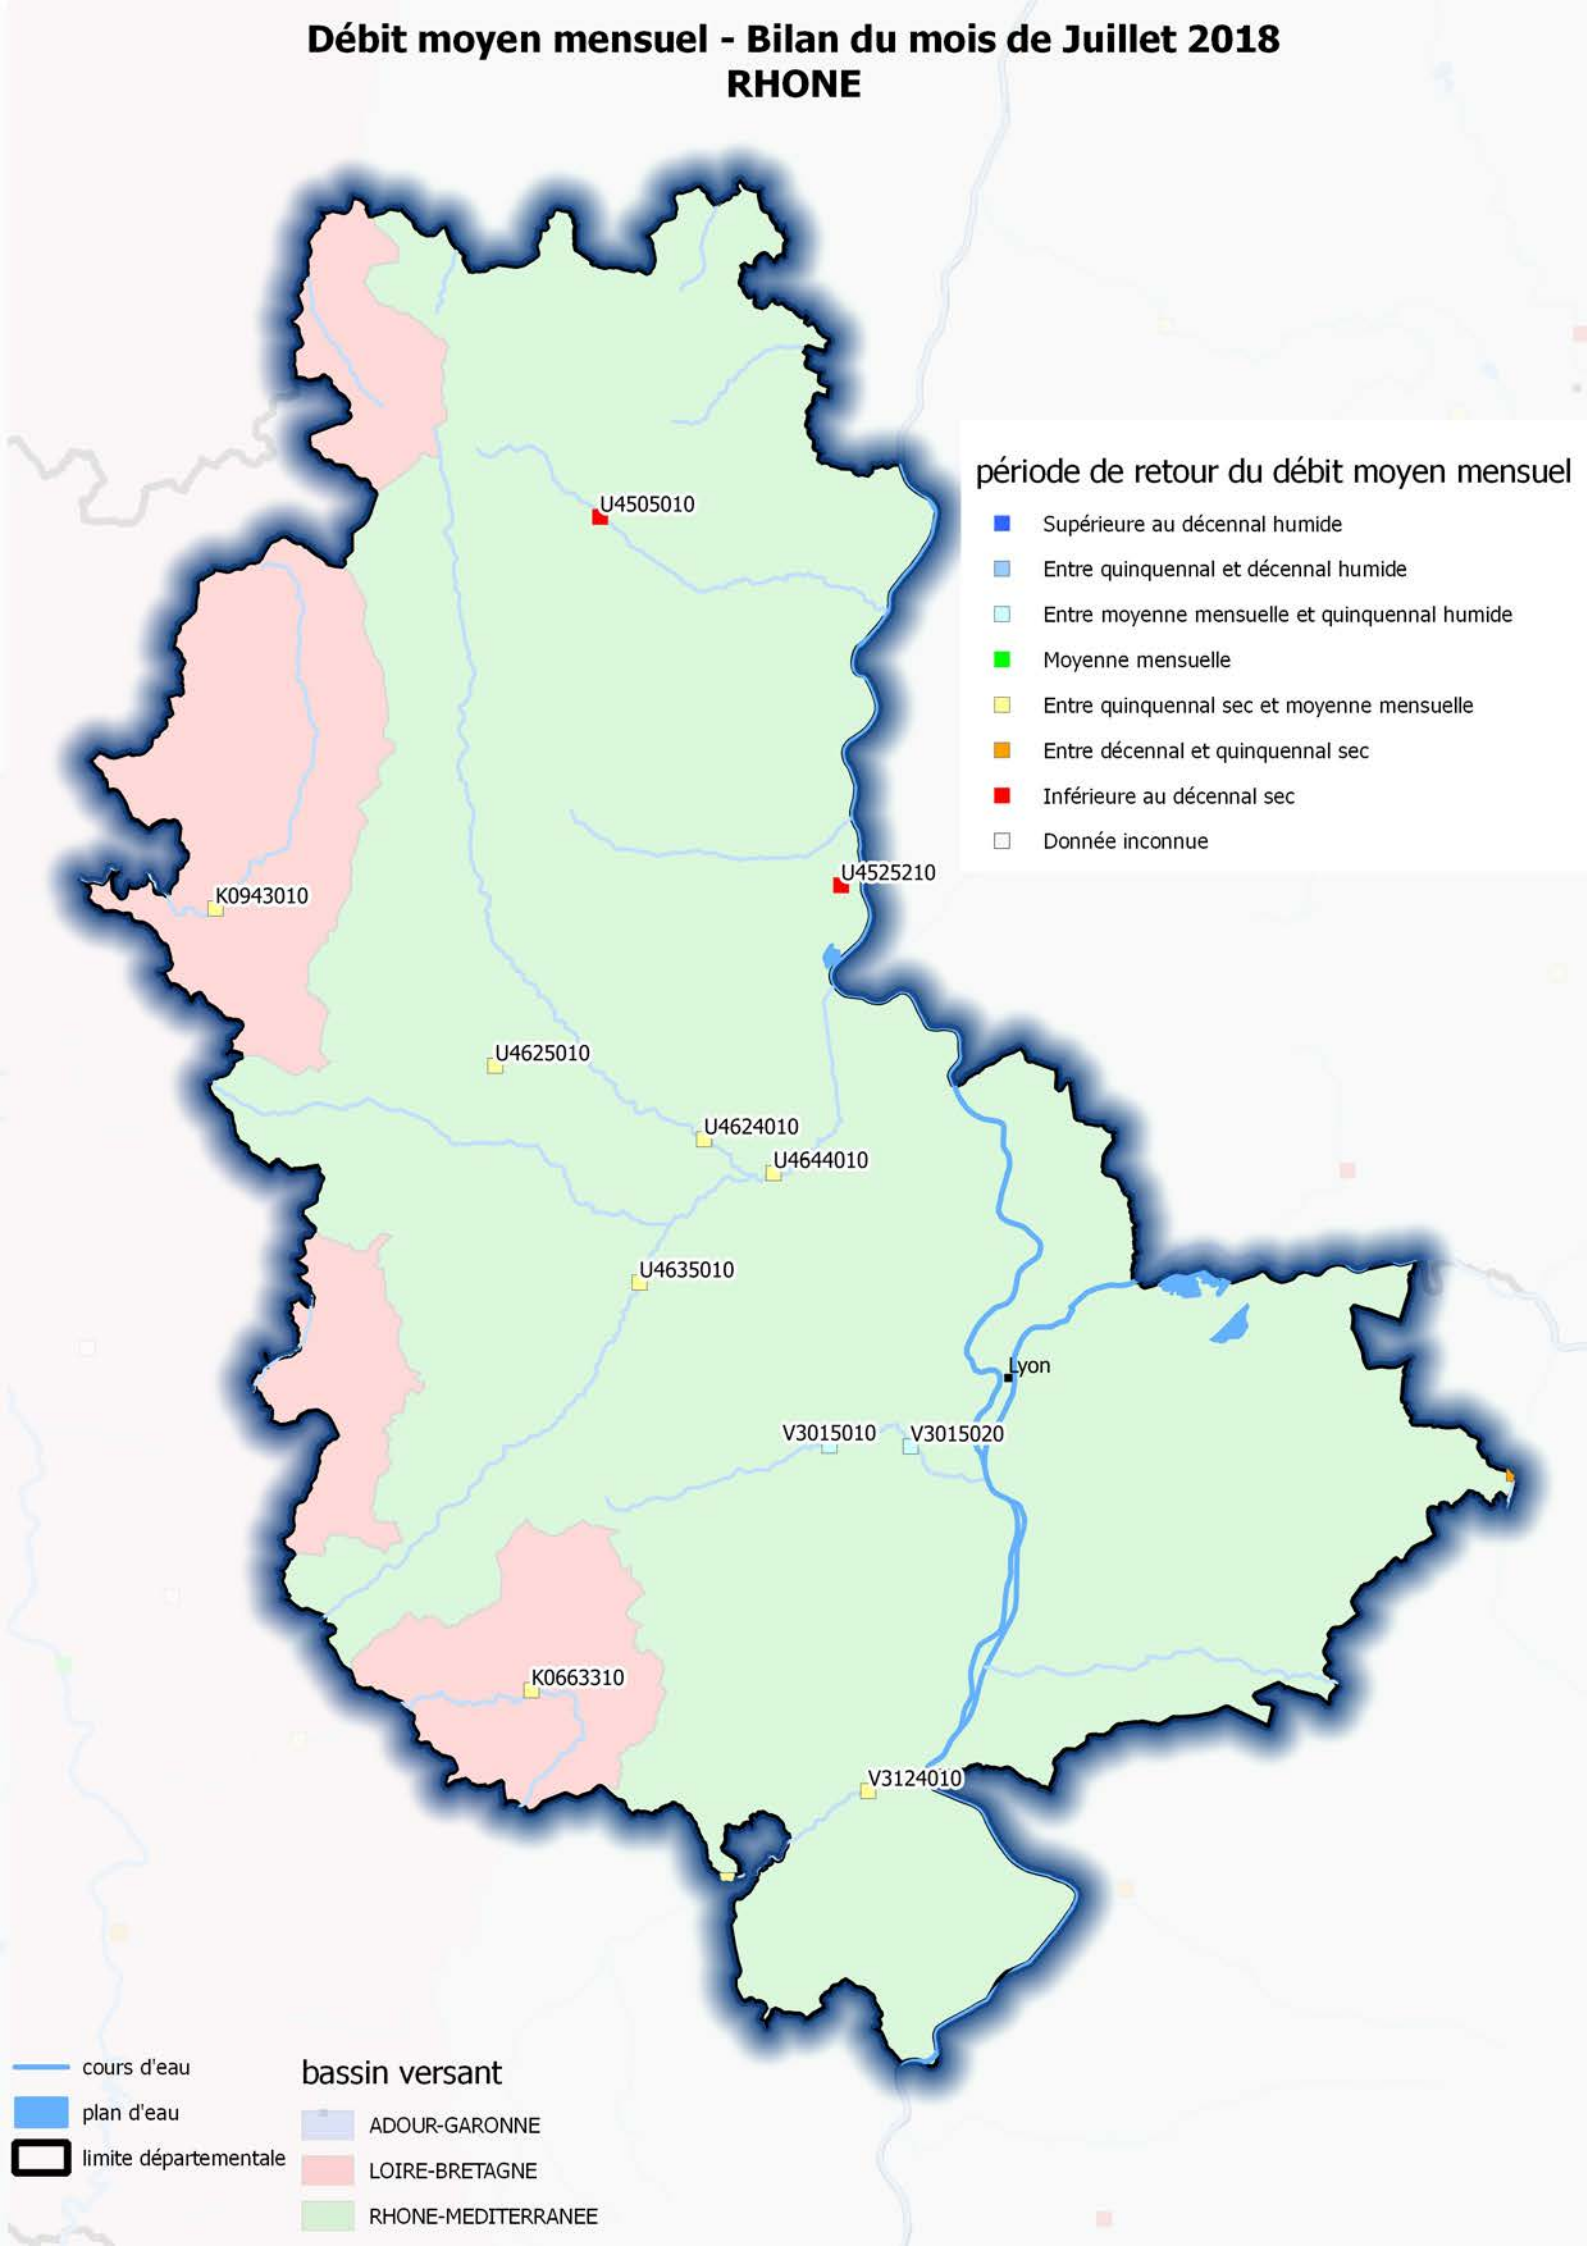 Débit moyen mensuel - Bilan du mois de Juillet 2018
RHONE
période de retour du débit moyen mensuel
Supérieure au décennal humide
Entre quinquennal et décennal humide
Entre moyenne mensuelle et quinquennal humide
Moyenne mensuelle
Entre quinquennal sec et moyenne mensuelle
Entre décennal et quinquennal sec
Inférieure au décennal sec
Donnée inconnue
U4505010
U4525210
K0943010
U4625010
U4624010
U4644010
U4635010
Lyon
V3015010
V3015020
K0663310
V3124010
cours d'eau
plan d'eau
limite départementale
bassin versant
ADOUR-GARONNE
LOIRE-BRETAGNE
RHONE-MEDITERRANEE